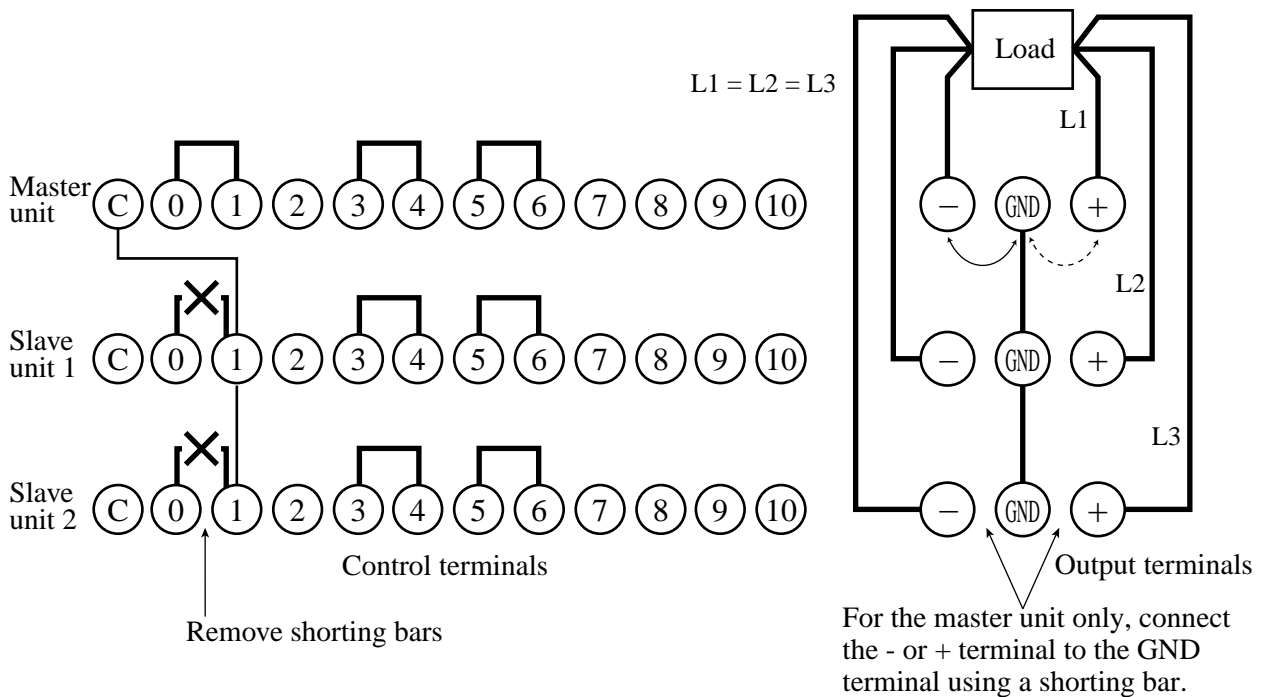 Load
L1 = L2 = L3
L1
Master
unit
C 0 1 2 3 4 5 6 7 8 9 10
− GND +
L2
Slave
unit 1
C 0 1 2 3 4 5 6 7 8 9 10
− GND +
L3
Slave
unit 2
C 0 1 2 3 4 5 6 7 8 9 10
− GND +
Control terminals
Output terminals
Remove shorting bars
For the master unit only, connect
the - or + terminal to the GND
terminal using a shorting bar.